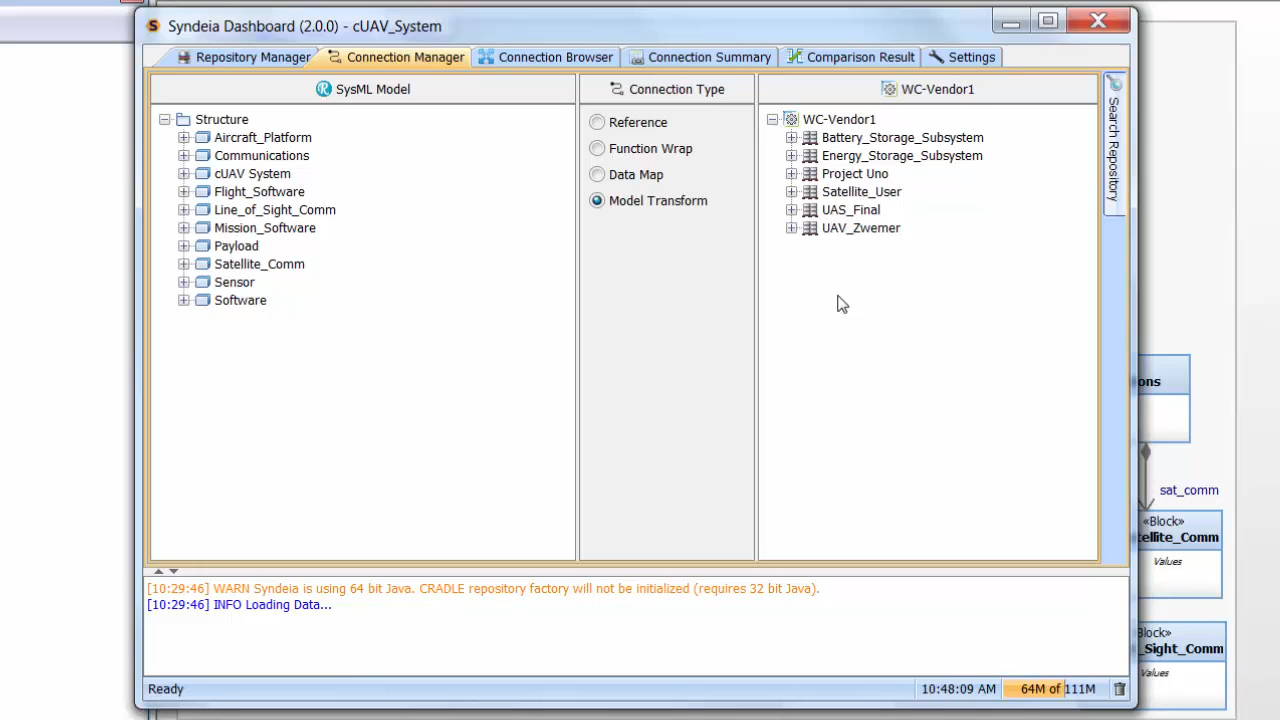 Syndeia Dashboard (2.0.0) - cUAV_System
Repository Manager
Connection Manager
Connection Browser
Connection Summary
Comparison Result
Settings
SysML Model
Connection Type
WC-Vendor1
Structure
Aircraft_Platform
Communications
cUAV System
Flight_Software
Line_of_Sight_Comm
Mission_Software
Payload
Satellite_Comm
Sensor
Software
Reference
Function Wrap
Data Map
Model Transform
WC-Vendor1
Battery_Storage_Subsystem
Energy_Storage_Subsystem
Project Uno
Satellite_User
UAS_Final
UAV_Zwemer
Search Repository
ons
sat_comm
«Block»
tellite_Comm
Values
Block»
_Sight_Comm
Values
[10:29:46] WARN Syndeia is using 64 bit Java. CRADLE repository factory will not be initialized (requires 32 bit Java).
[10:29:46] INFO Loading Data...
Ready
10:48:09 AM
64M of 111M